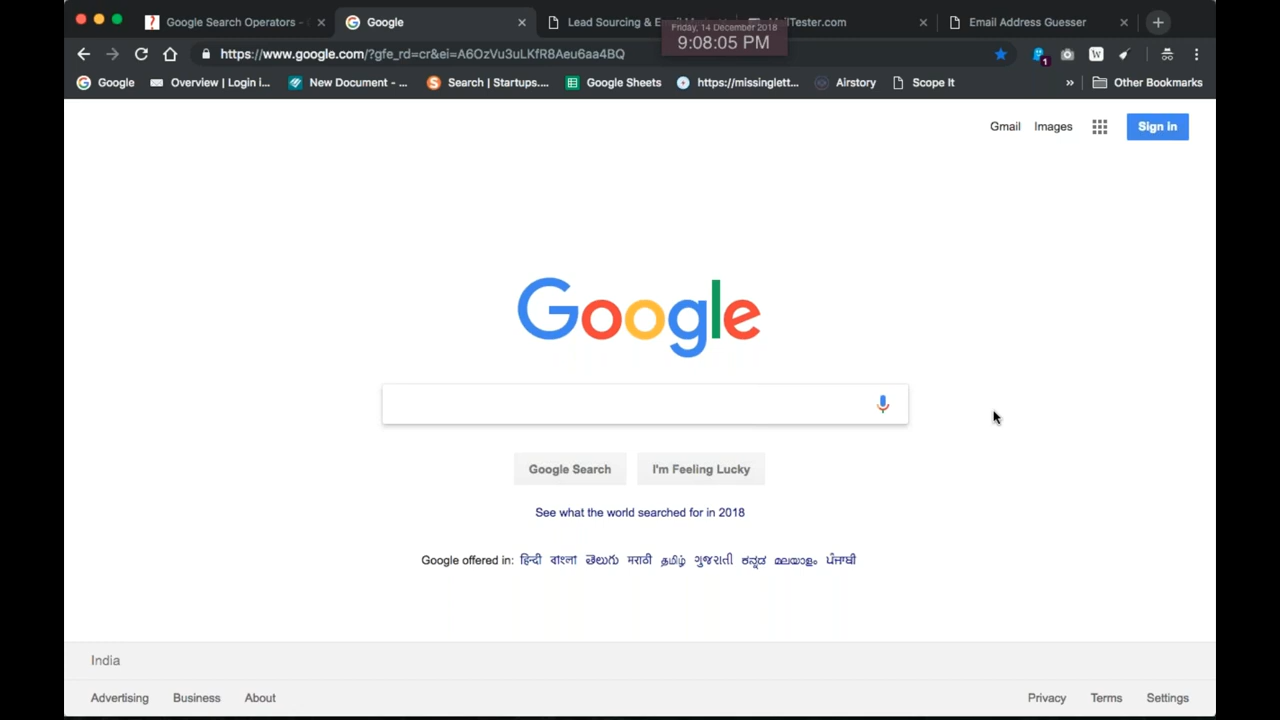 Google Search Operators -
Google
Lead Sourcing & E
Tester.com
Email Address Guesser
Friday, 14 December 2018
9:08:05 PM
https://www.google.com/?gfe_rd=cr&ei=A6OzVu3uLKfR8Aeu6aa4BQ
1
W
Google
Overview | Login i...
New Document - ...
Search | Startups....
Google Sheets
https://missinglett...
Airstory
Scope It
»
Other Bookmarks
Gmail
Images
Sign in
Google
Google Search
I'm Feeling Lucky
See what the world searched for in 2018
Google offered in: हिन्दी বাংলা తెలుగు मराठी தமிழ் ગુજરાતી ಕನ್ನಡ മലയാളം ਪੰਜਾਬੀ
India
Advertising
Business
About
Privacy
Terms
Settings